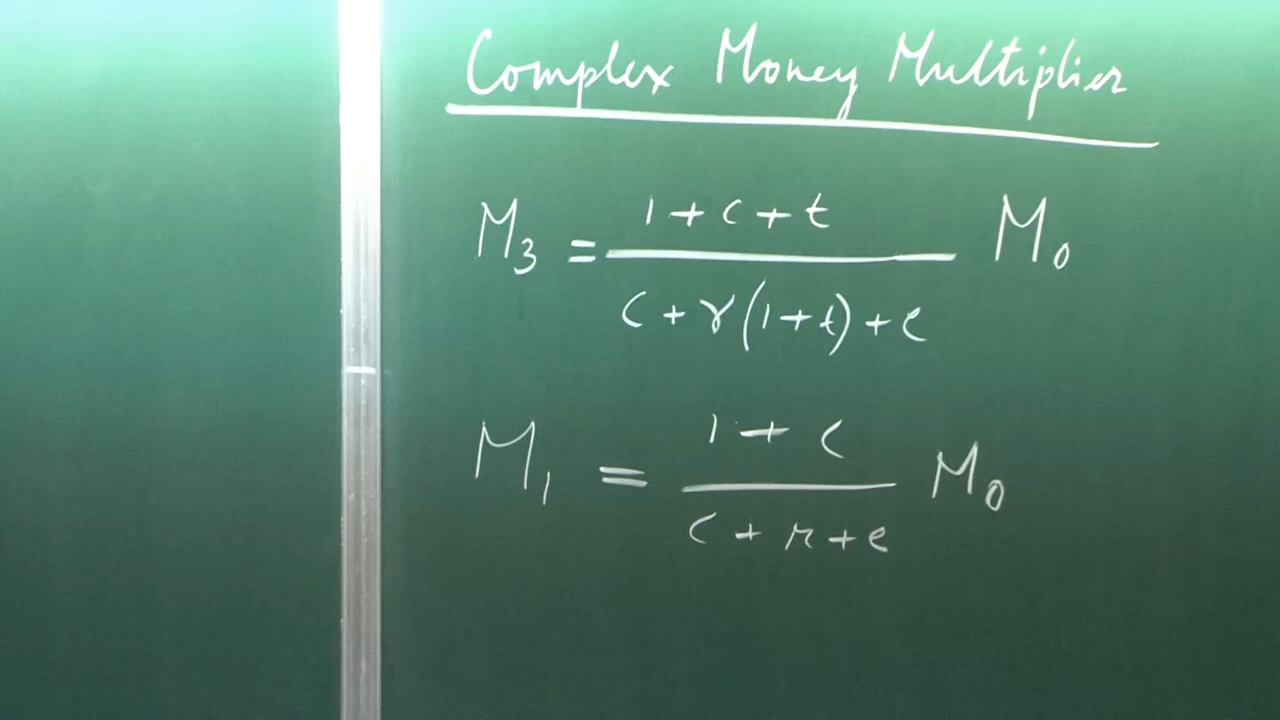 Complex Money Multiplier
M₃ = (1 + c + t) / (c + r(1 + t) + e) M₀
M₁ = (1 + c) / (c + r + e) M₀